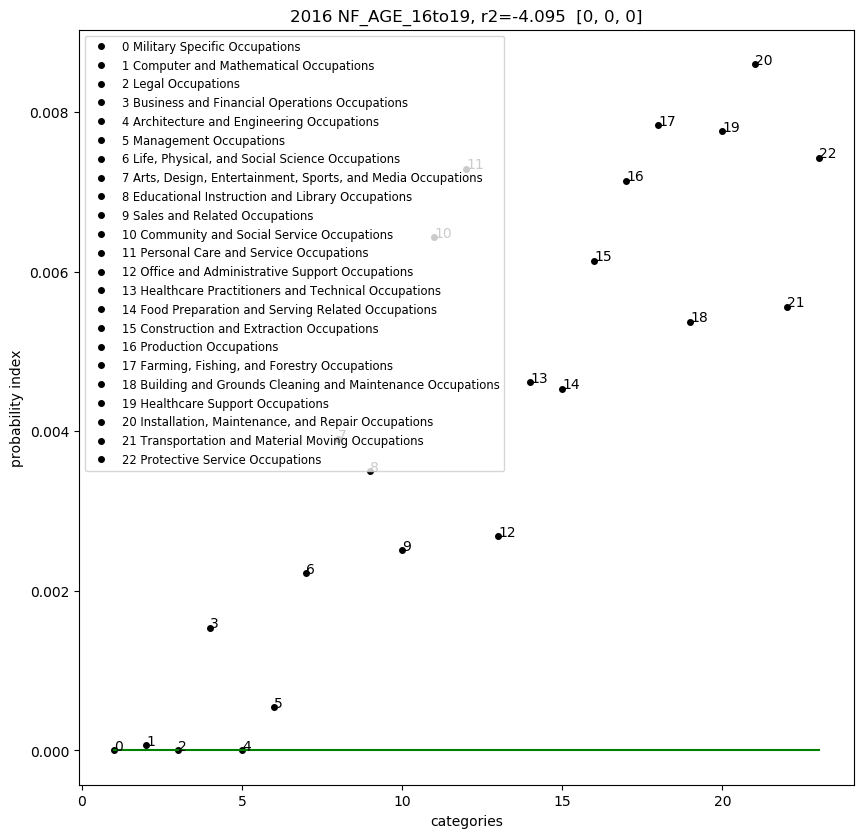 2016 NF_AGE_16to19, r2=-4.095 [0, 0, 0]
0 Military Specific Occupations
1 Computer and Mathematical Occupations
2 Legal Occupations
3 Business and Financial Operations Occupations
4 Architecture and Engineering Occupations
5 Management Occupations
6 Life, Physical, and Social Science Occupations
7 Arts, Design, Entertainment, Sports, and Media Occupations
8 Educational Instruction and Library Occupations
9 Sales and Related Occupations
10 Community and Social Service Occupations
11 Personal Care and Service Occupations
12 Office and Administrative Support Occupations
13 Healthcare Practitioners and Technical Occupations
14 Food Preparation and Serving Related Occupations
15 Construction and Extraction Occupations
16 Production Occupations
17 Farming, Fishing, and Forestry Occupations
18 Building and Grounds Cleaning and Maintenance Occupations
19 Healthcare Support Occupations
20 Installation, Maintenance, and Repair Occupations
21 Transportation and Material Moving Occupations
22 Protective Service Occupations
20
17
19
22
11
16
10
15
21
18
13
14
7
8
12
9
6
3
5
0
1
2
4
0.008
0.006
0.004
0.002
0.000
probability index
0
5
10
15
20
categories